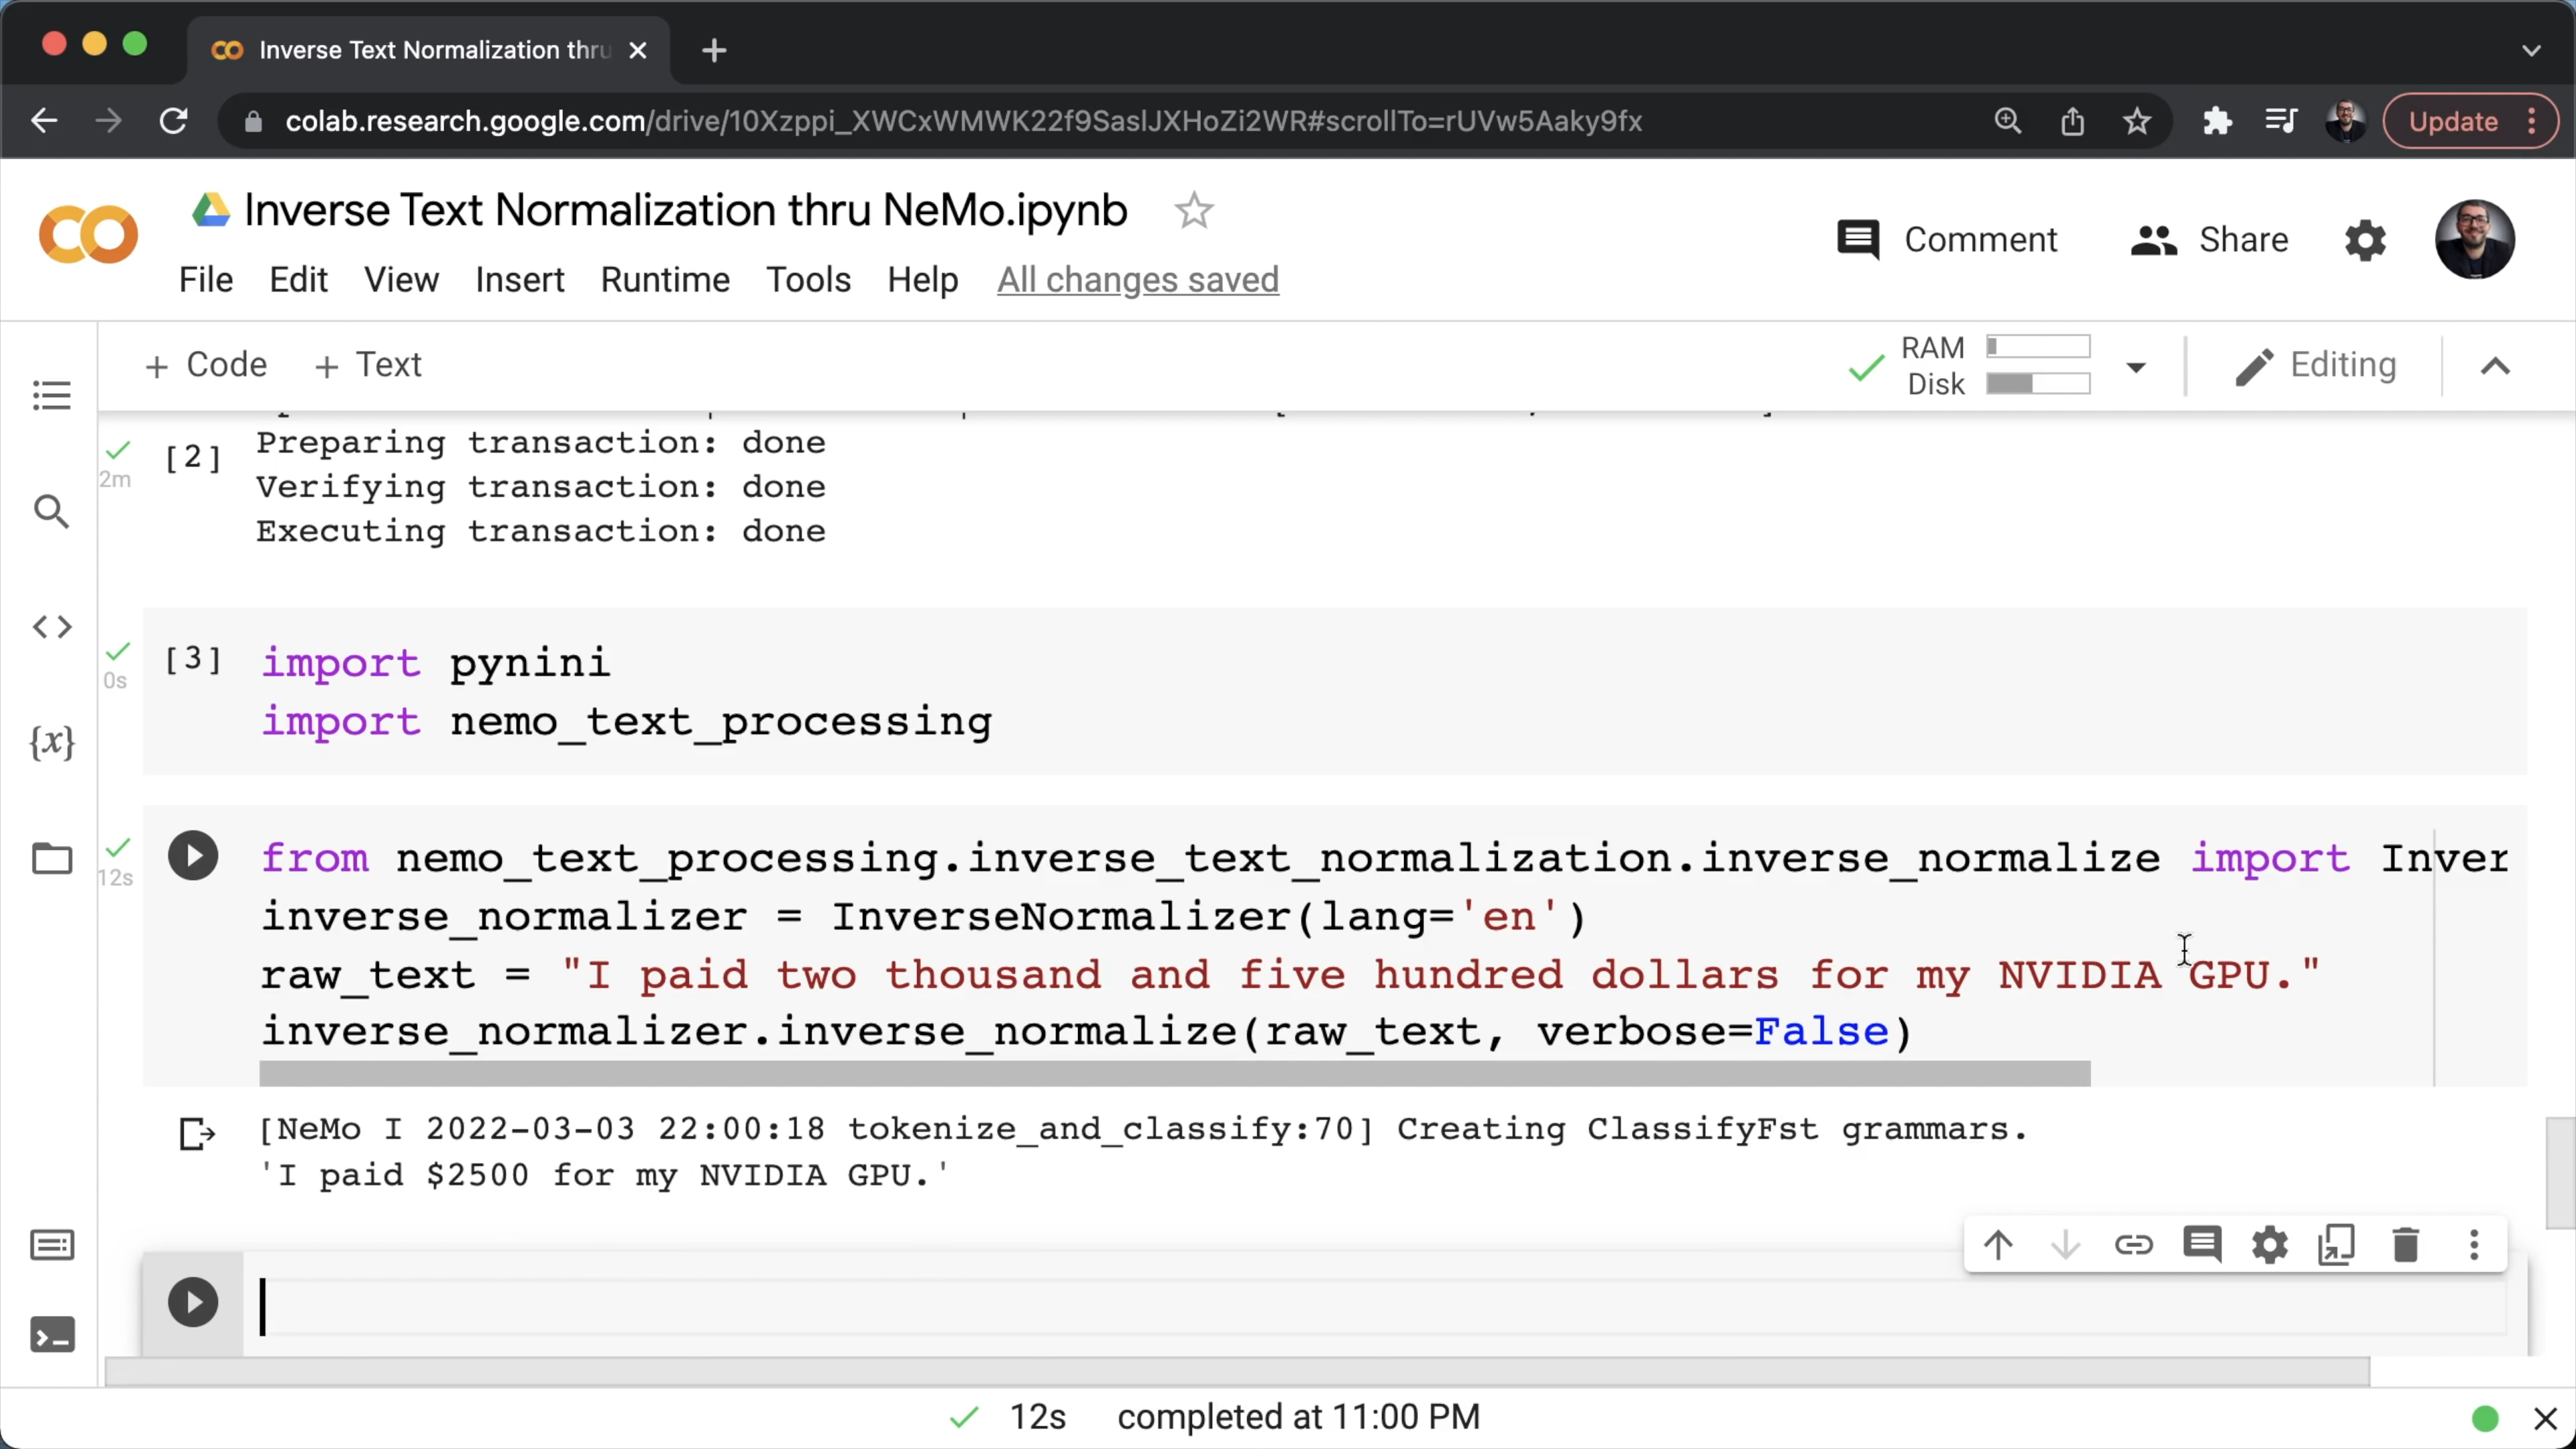 Inverse Text Normalization thru
colab.research.google.com/drive/10Xzppi_XWCxWMWK22f9SaslJXHoZi2WR#scrollTo=rUVw5Aaky9fx
Update
Inverse Text Normalization thru NeMo.ipynb
Comment
Share
File Edit View Insert Runtime Tools Help All changes saved
+ Code + Text
RAM
Disk
Editing
2m
[2]
Preparing transaction: done
Verifying transaction: done
Executing transaction: done
0s
[3]
import pynini
import nemo_text_processing
{x}
12s
from nemo_text_processing.inverse_text_normalization.inverse_normalize import Inver
inverse_normalizer = InverseNormalizer(lang='en')
raw_text = "I paid two thousand and five hundred dollars for my NVIDIA GPU."
inverse_normalizer.inverse_normalize(raw_text, verbose=False)
[NeMo I 2022-03-03 22:00:18 tokenize_and_classify:70] Creating ClassifyFst grammars.
'I paid $2500 for my NVIDIA GPU.'
12s completed at 11:00 PM